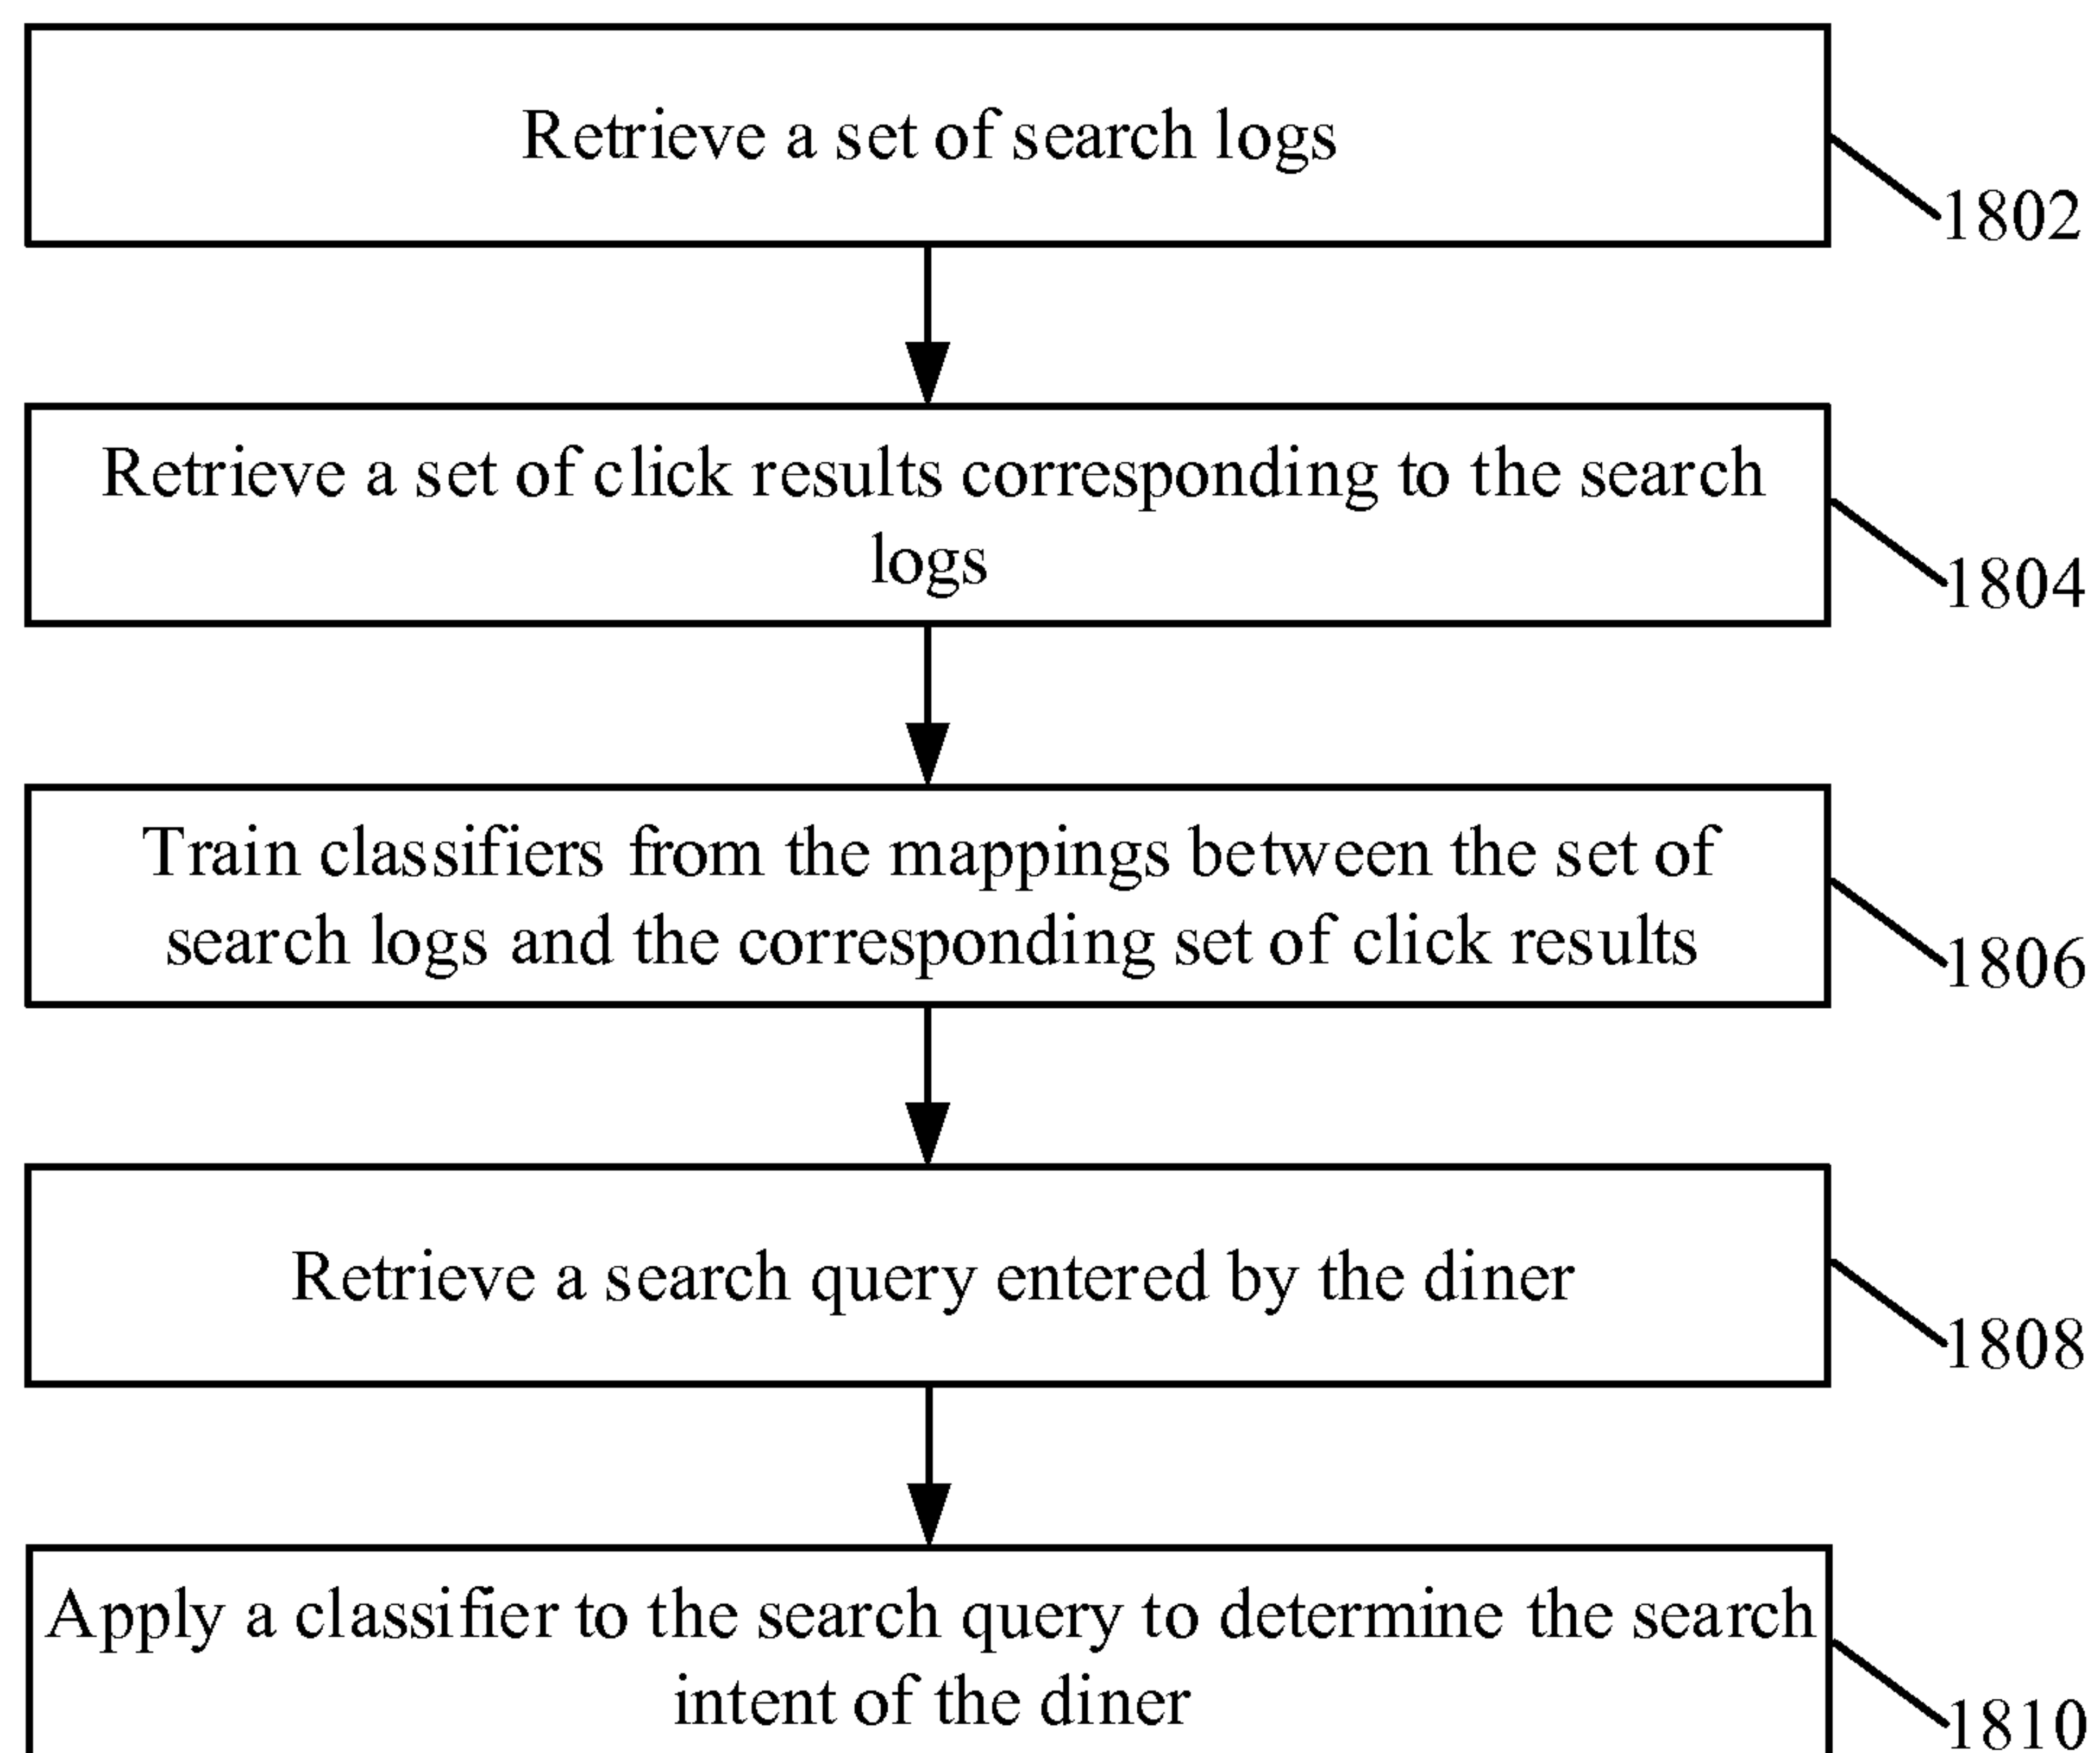 Retrieve a set of search logs
1802
Retrieve a set of click results corresponding to the search
logs
1804
Train classifiers from the mappings between the set of
search logs and the corresponding set of click results
1806
Retrieve a search query entered by the diner
1808
Apply a classifier to the search query to determine the search
intent of the diner
1810